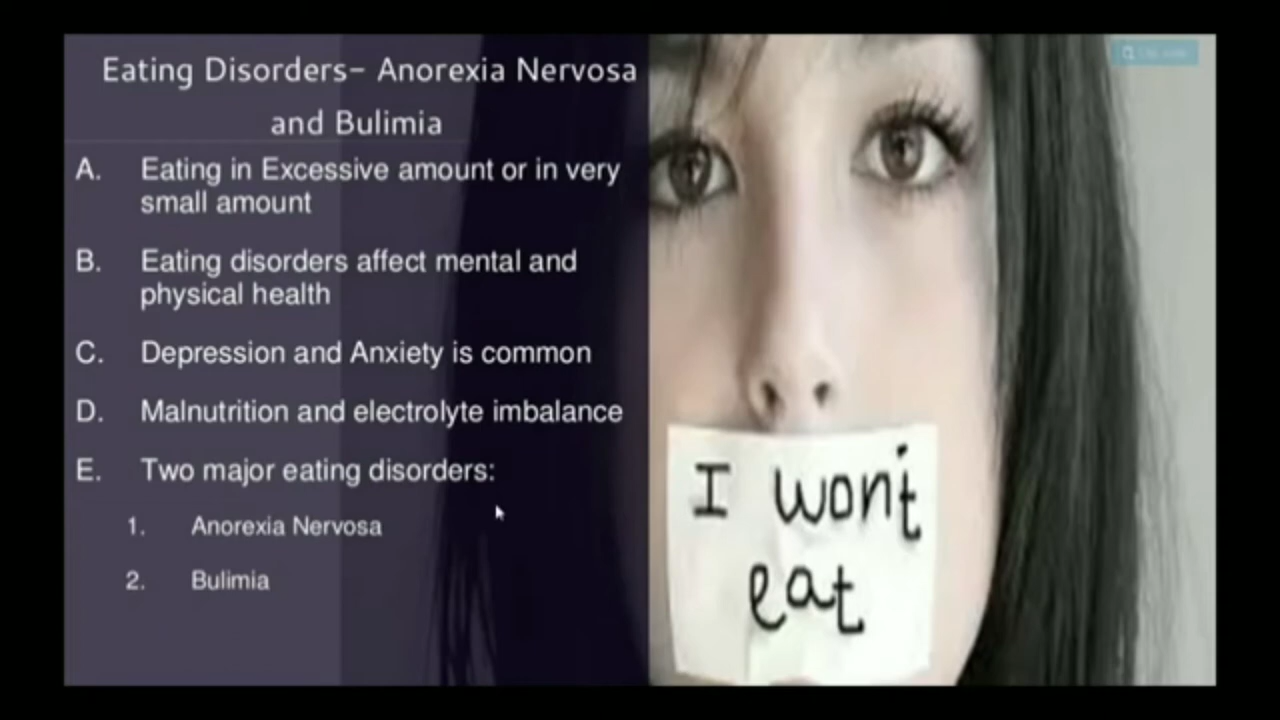 Eating Disorders- Anorexia Nervosa
and Bulimia
A. Eating in Excessive amount or in very
small amount
B. Eating disorders affect mental and
physical health
C. Depression and Anxiety is common
D. Malnutrition and electrolyte imbalance
E. Two major eating disorders:
1. Anorexia Nervosa
2. Bulimia
I won't
eat